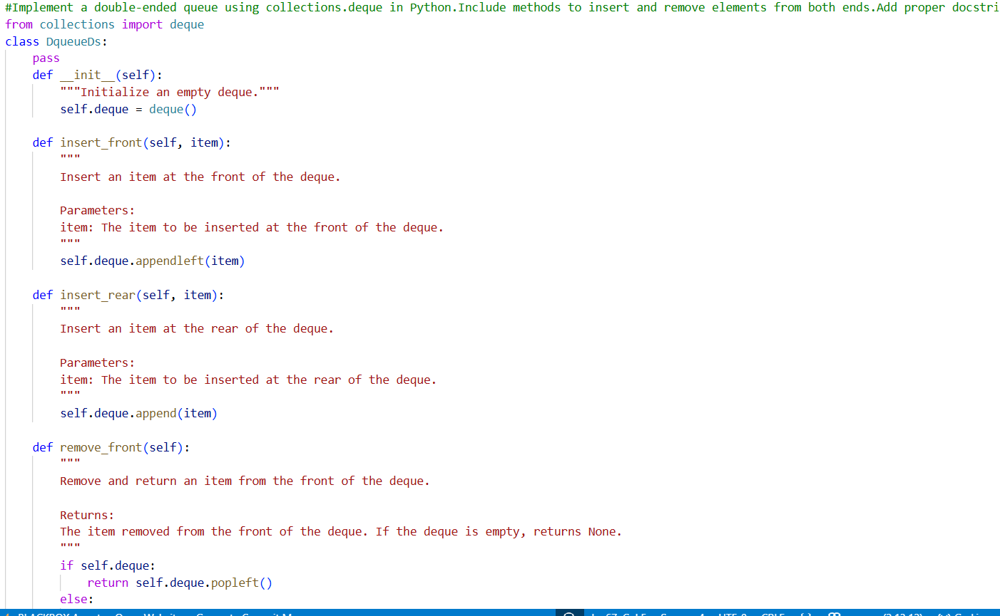 #Implement a double-ended queue using collections.deque in Python.Include methods to insert and remove elements from both ends.Add proper docstri
from collections import deque
class DqueueDs:
    pass
    def __init__(self):
        """Initialize an empty deque."""
        self.deque = deque()

    def insert_front(self, item):
        """
        Insert an item at the front of the deque.

        Parameters:
        item: The item to be inserted at the front of the deque.
        """
        self.deque.appendleft(item)

    def insert_rear(self, item):
        """
        Insert an item at the rear of the deque.

        Parameters:
        item: The item to be inserted at the rear of the deque.
        """
        self.deque.append(item)

    def remove_front(self):
        """
        Remove and return an item from the front of the deque.

        Returns:
        The item removed from the front of the deque. If the deque is empty, returns None.
        """
        if self.deque:
            return self.deque.popleft()
        else: